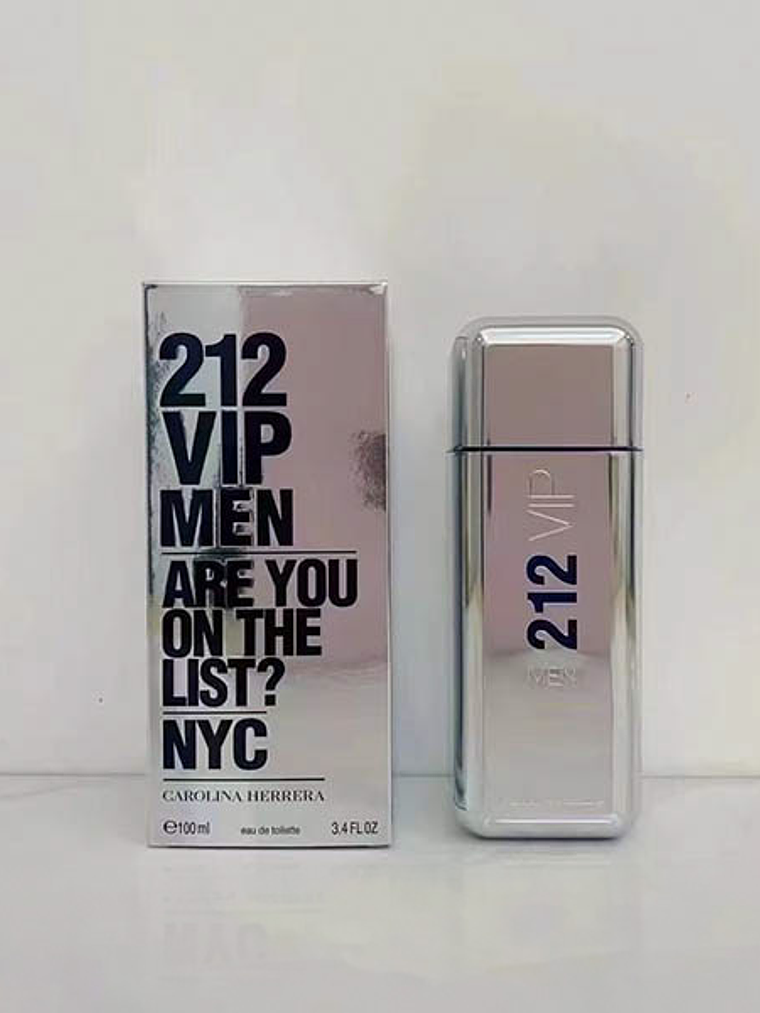 212
VIP
MEN
ARE YOU
ON THE
LIST?
NYC
CAROLINA HERRERA
℮100 ml eau de toilette 3.4 FL OZ
MEN 212 VIP